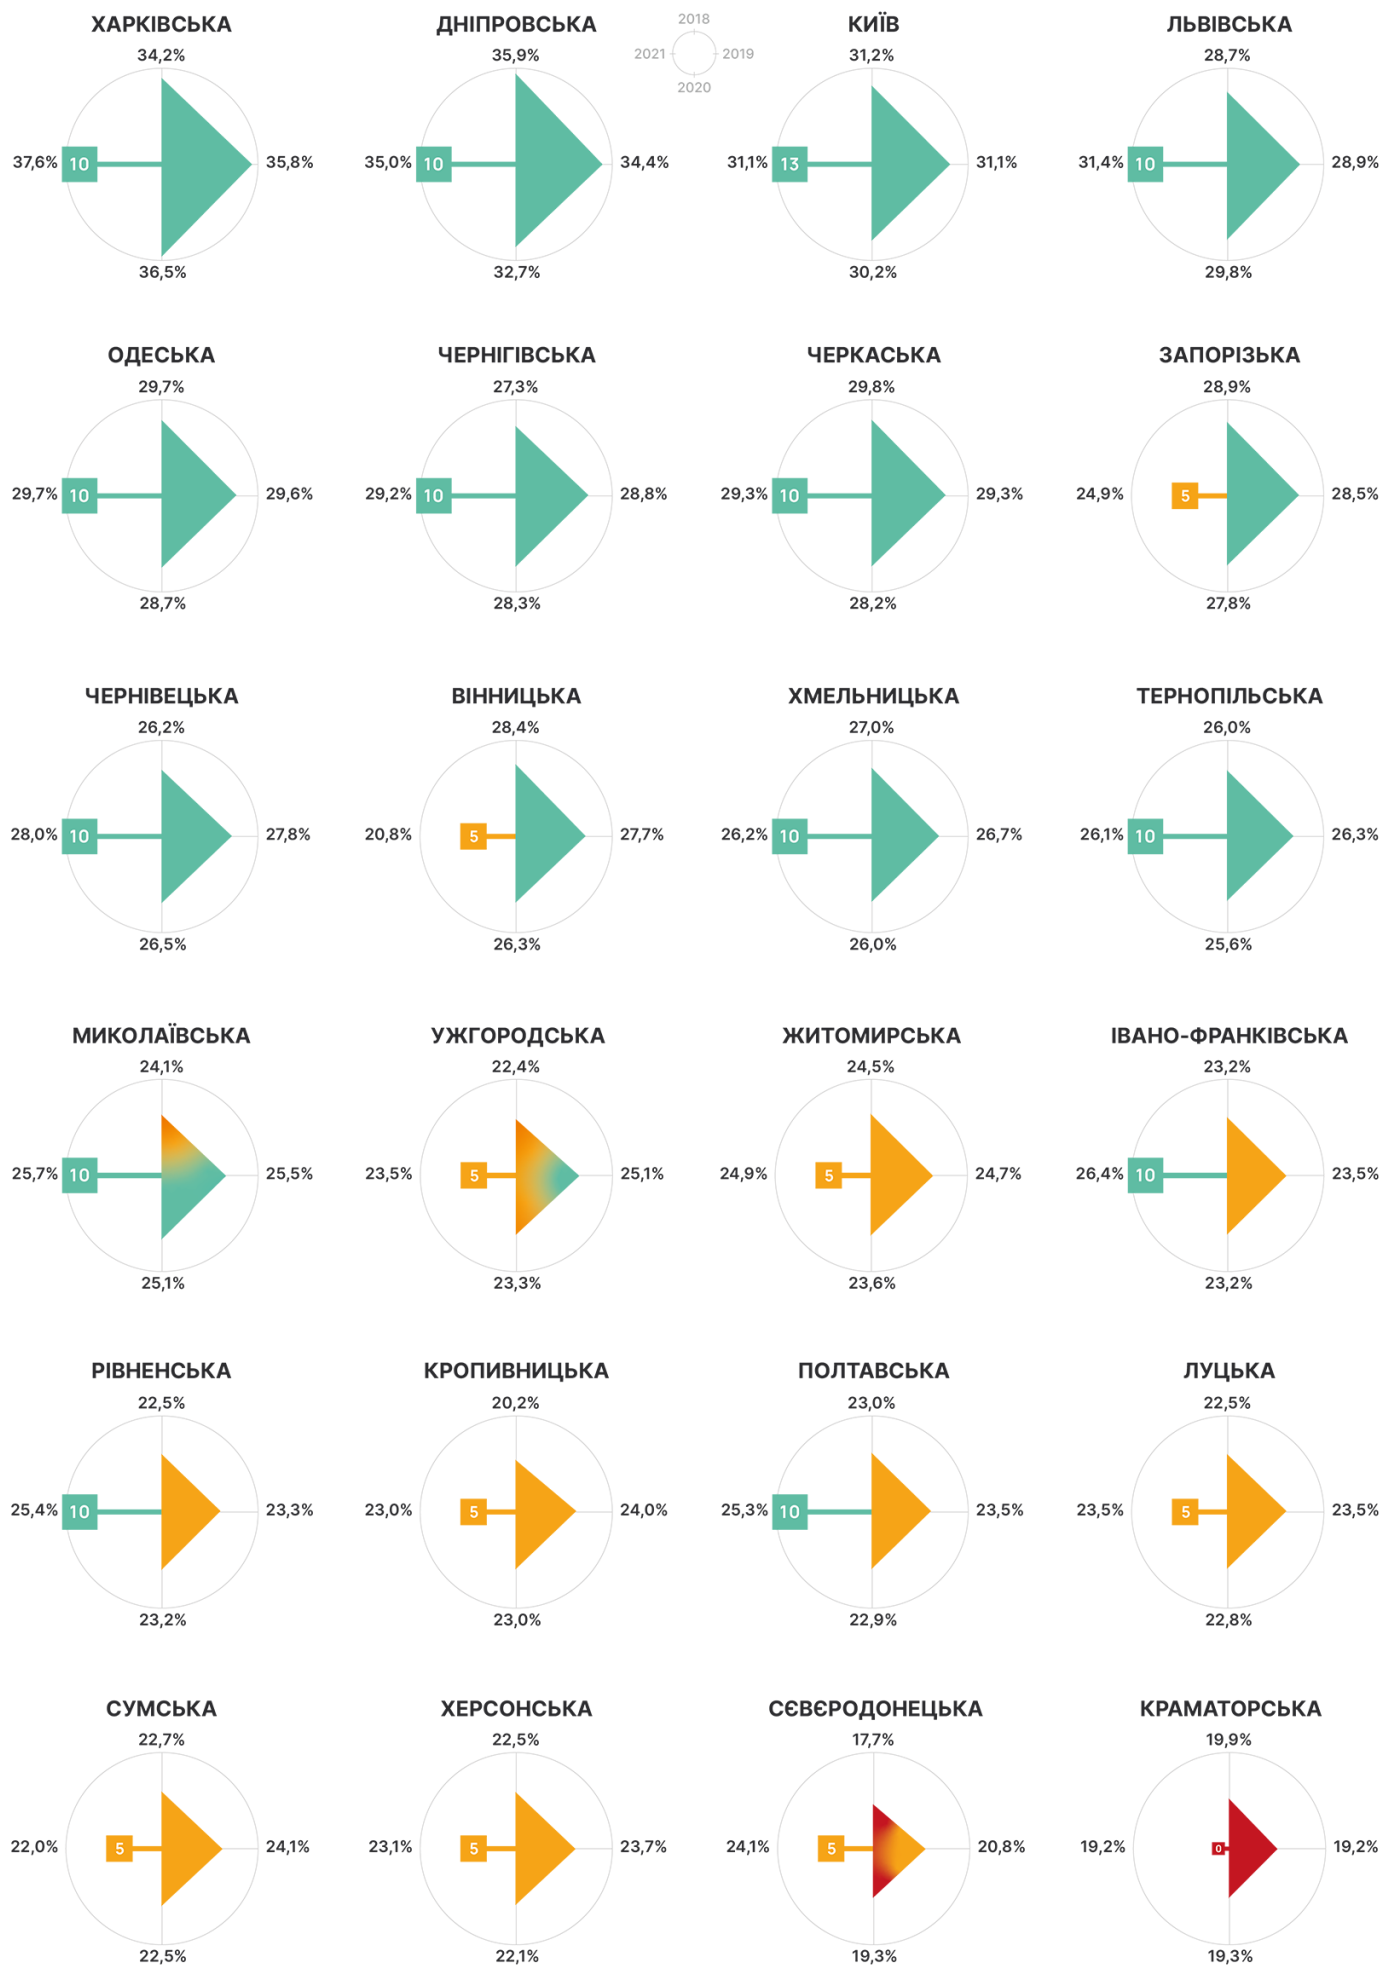 2018
2021 2019
2020
ХАРКІВСЬКА
34,2%
37,6% 10 35,8%
36,5%
ДНІПРОВСЬКА
35,9%
35,0% 10 34,4%
32,7%
КИЇВ
31,2%
31,1% 13 31,1%
30,2%
ЛЬВІВСЬКА
28,7%
31,4% 10 28,9%
29,8%
ОДЕСЬКА
29,7%
29,7% 10 29,6%
28,7%
ЧЕРНІГІВСЬКА
27,3%
29,2% 10 28,8%
28,3%
ЧЕРКАСЬКА
29,8%
29,3% 10 29,3%
28,2%
ЗАПОРІЗЬКА
28,9%
24,9% 5 28,5%
27,8%
ЧЕРНІВЕЦЬКА
26,2%
28,0% 10 27,8%
26,5%
ВІННИЦЬКА
28,4%
20,8% 5 27,7%
26,3%
ХМЕЛЬНИЦЬКА
27,0%
26,2% 10 26,7%
26,0%
ТЕРНОПІЛЬСЬКА
26,0%
26,1% 10 26,3%
25,6%
МИКОЛАЇВСЬКА
24,1%
25,7% 10 25,5%
25,1%
УЖГОРОДСЬКА
22,4%
23,5% 5 25,1%
23,3%
ЖИТОМИРСЬКА
24,5%
24,9% 5 24,7%
23,6%
ІВАНО-ФРАНКІВСЬКА
23,2%
26,4% 10 23,5%
23,2%
РІВНЕНСЬКА
22,5%
25,4% 10 23,3%
23,2%
КРОПИВНИЦЬКА
20,2%
23,0% 5 24,0%
23,0%
ПОЛТАВСЬКА
23,0%
25,3% 10 23,5%
22,9%
ЛУЦЬКА
22,5%
23,5% 5 23,5%
22,8%
СУМСЬКА
22,7%
22,0% 5 24,1%
22,5%
ХЕРСОНСЬКА
22,5%
23,1% 5 23,7%
22,1%
СЄВЄРОДОНЕЦЬКА
17,7%
24,1% 5 20,8%
19,3%
КРАМАТОРСЬКА
19,9%
19,2% 0 19,2%
19,3%